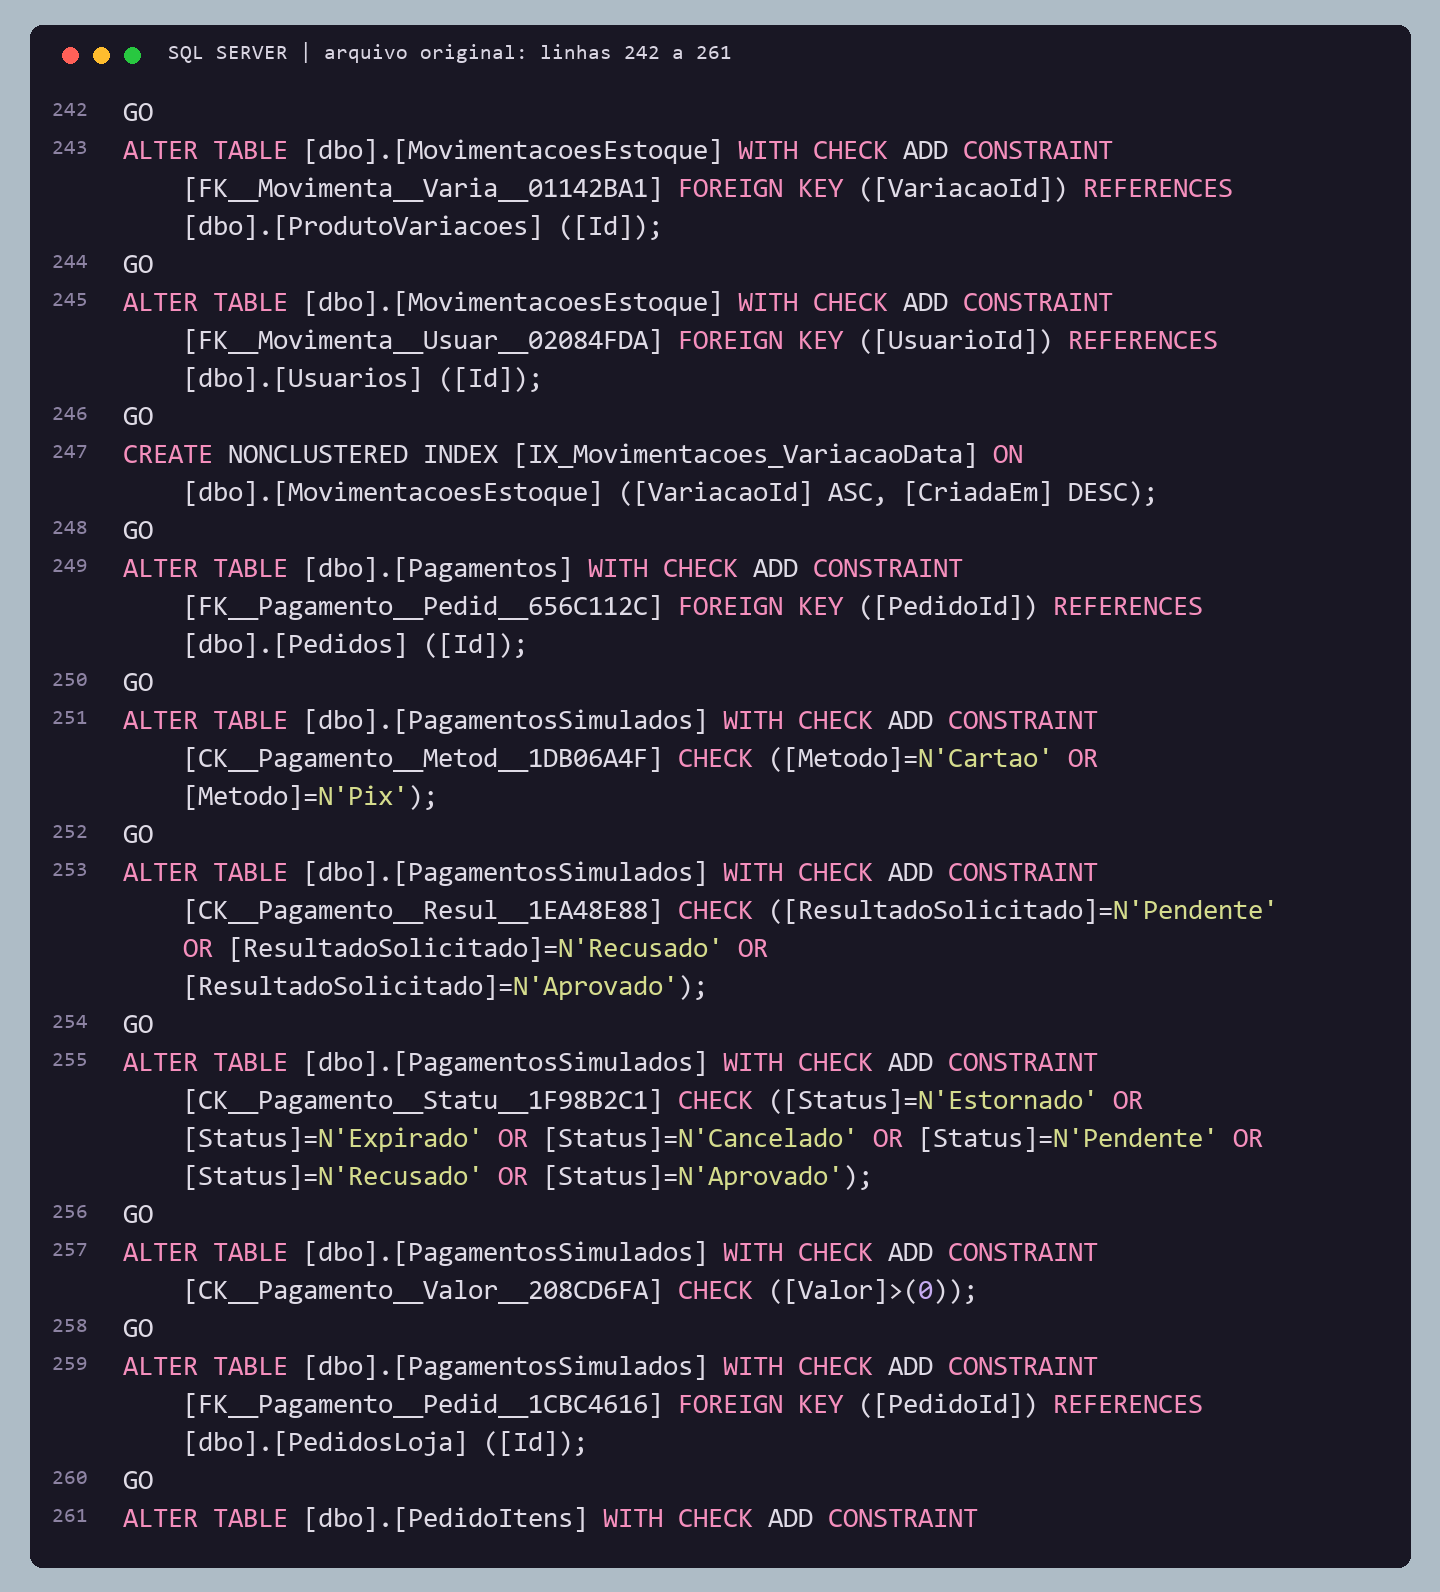 SQL SERVER | arquivo original: linhas 242 a 261
242 GO
243 ALTER TABLE [dbo].[MovimentacoesEstoque] WITH CHECK ADD CONSTRAINT
[FK__Movimenta__Varia__01142BA1] FOREIGN KEY ([VariacaoId]) REFERENCES
[dbo].[ProdutoVariacoes] ([Id]);
244 GO
245 ALTER TABLE [dbo].[MovimentacoesEstoque] WITH CHECK ADD CONSTRAINT
[FK__Movimenta__Usuar__02084FDA] FOREIGN KEY ([UsuarioId]) REFERENCES
[dbo].[Usuarios] ([Id]);
246 GO
247 CREATE NONCLUSTERED INDEX [IX_Movimentacoes_VariacaoData] ON
[dbo].[MovimentacoesEstoque] ([VariacaoId] ASC, [CriadaEm] DESC);
248 GO
249 ALTER TABLE [dbo].[Pagamentos] WITH CHECK ADD CONSTRAINT
[FK__Pagamento__Pedid__656C112C] FOREIGN KEY ([PedidoId]) REFERENCES
[dbo].[Pedidos] ([Id]);
250 GO
251 ALTER TABLE [dbo].[PagamentosSimulados] WITH CHECK ADD CONSTRAINT
[CK__Pagamento__Metod__1DB06A4F] CHECK ([Metodo]=N'Cartao' OR
[Metodo]=N'Pix');
252 GO
253 ALTER TABLE [dbo].[PagamentosSimulados] WITH CHECK ADD CONSTRAINT
[CK__Pagamento__Resul__1EA48E88] CHECK ([ResultadoSolicitado]=N'Pendente'
OR [ResultadoSolicitado]=N'Recusado' OR
[ResultadoSolicitado]=N'Aprovado');
254 GO
255 ALTER TABLE [dbo].[PagamentosSimulados] WITH CHECK ADD CONSTRAINT
[CK__Pagamento__Statu__1F98B2C1] CHECK ([Status]=N'Estornado' OR
[Status]=N'Expirado' OR [Status]=N'Cancelado' OR [Status]=N'Pendente' OR
[Status]=N'Recusado' OR [Status]=N'Aprovado');
256 GO
257 ALTER TABLE [dbo].[PagamentosSimulados] WITH CHECK ADD CONSTRAINT
[CK__Pagamento__Valor__208CD6FA] CHECK ([Valor]>(0));
258 GO
259 ALTER TABLE [dbo].[PagamentosSimulados] WITH CHECK ADD CONSTRAINT
[FK__Pagamento__Pedid__1CBC4616] FOREIGN KEY ([PedidoId]) REFERENCES
[dbo].[PedidosLoja] ([Id]);
260 GO
261 ALTER TABLE [dbo].[PedidoItens] WITH CHECK ADD CONSTRAINT